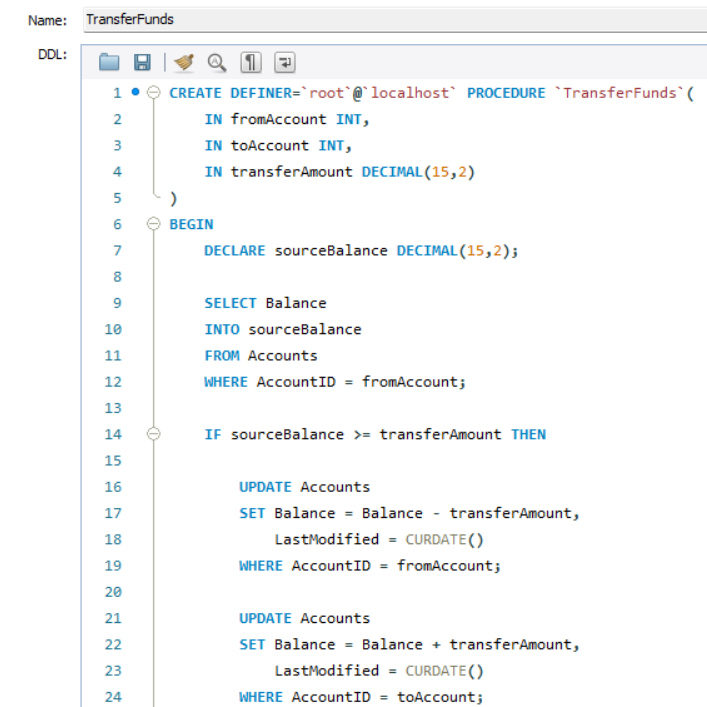 Name: TransferFunds
DDL:
1 CREATE DEFINER=`root`@`localhost` PROCEDURE `TransferFunds`(
2 IN fromAccount INT,
3 IN toAccount INT,
4 IN transferAmount DECIMAL(15,2)
5 )
6 BEGIN
7 DECLARE sourceBalance DECIMAL(15,2);
8
9 SELECT Balance
10 INTO sourceBalance
11 FROM Accounts
12 WHERE AccountID = fromAccount;
13
14 IF sourceBalance >= transferAmount THEN
15
16 UPDATE Accounts
17 SET Balance = Balance - transferAmount,
18 LastModified = CURDATE()
19 WHERE AccountID = fromAccount;
20
21 UPDATE Accounts
22 SET Balance = Balance + transferAmount,
23 LastModified = CURDATE()
24 WHERE AccountID = toAccount;